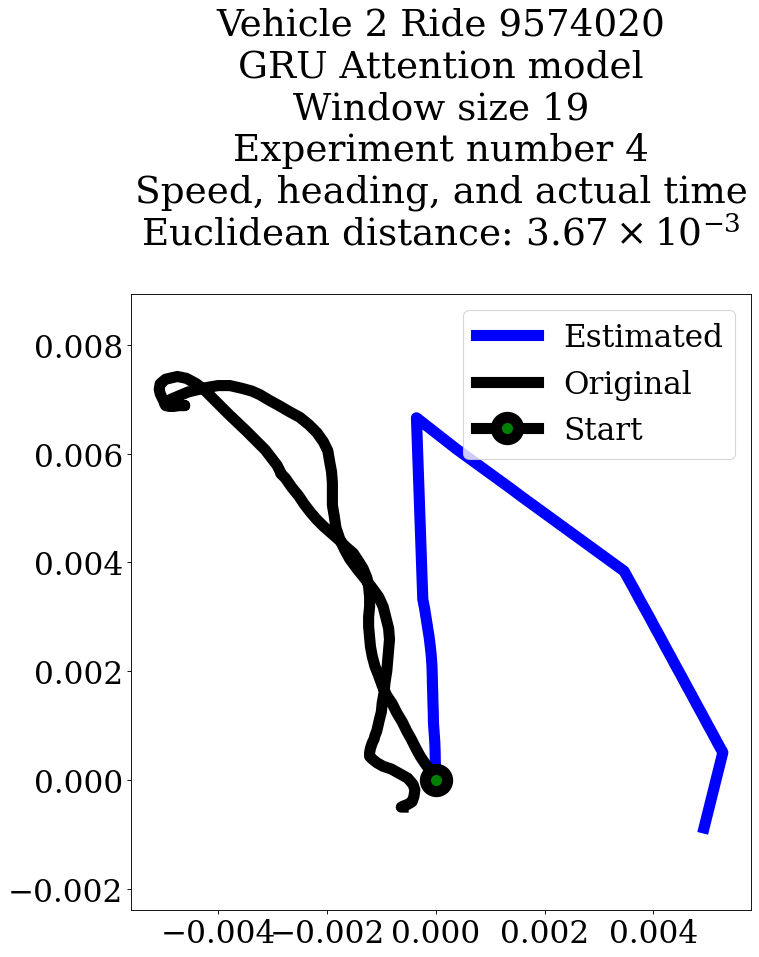 Vehicle 2 Ride 9574020
GRU Attention model
Window size 19
Experiment number 4
Speed, heading, and actual time
Euclidean distance: 3.67 × 10⁻³
Estimated
Original
Start
0.008
0.006
0.004
0.002
0.000
−0.002
−0.004 −0.002 0.000 0.002 0.004